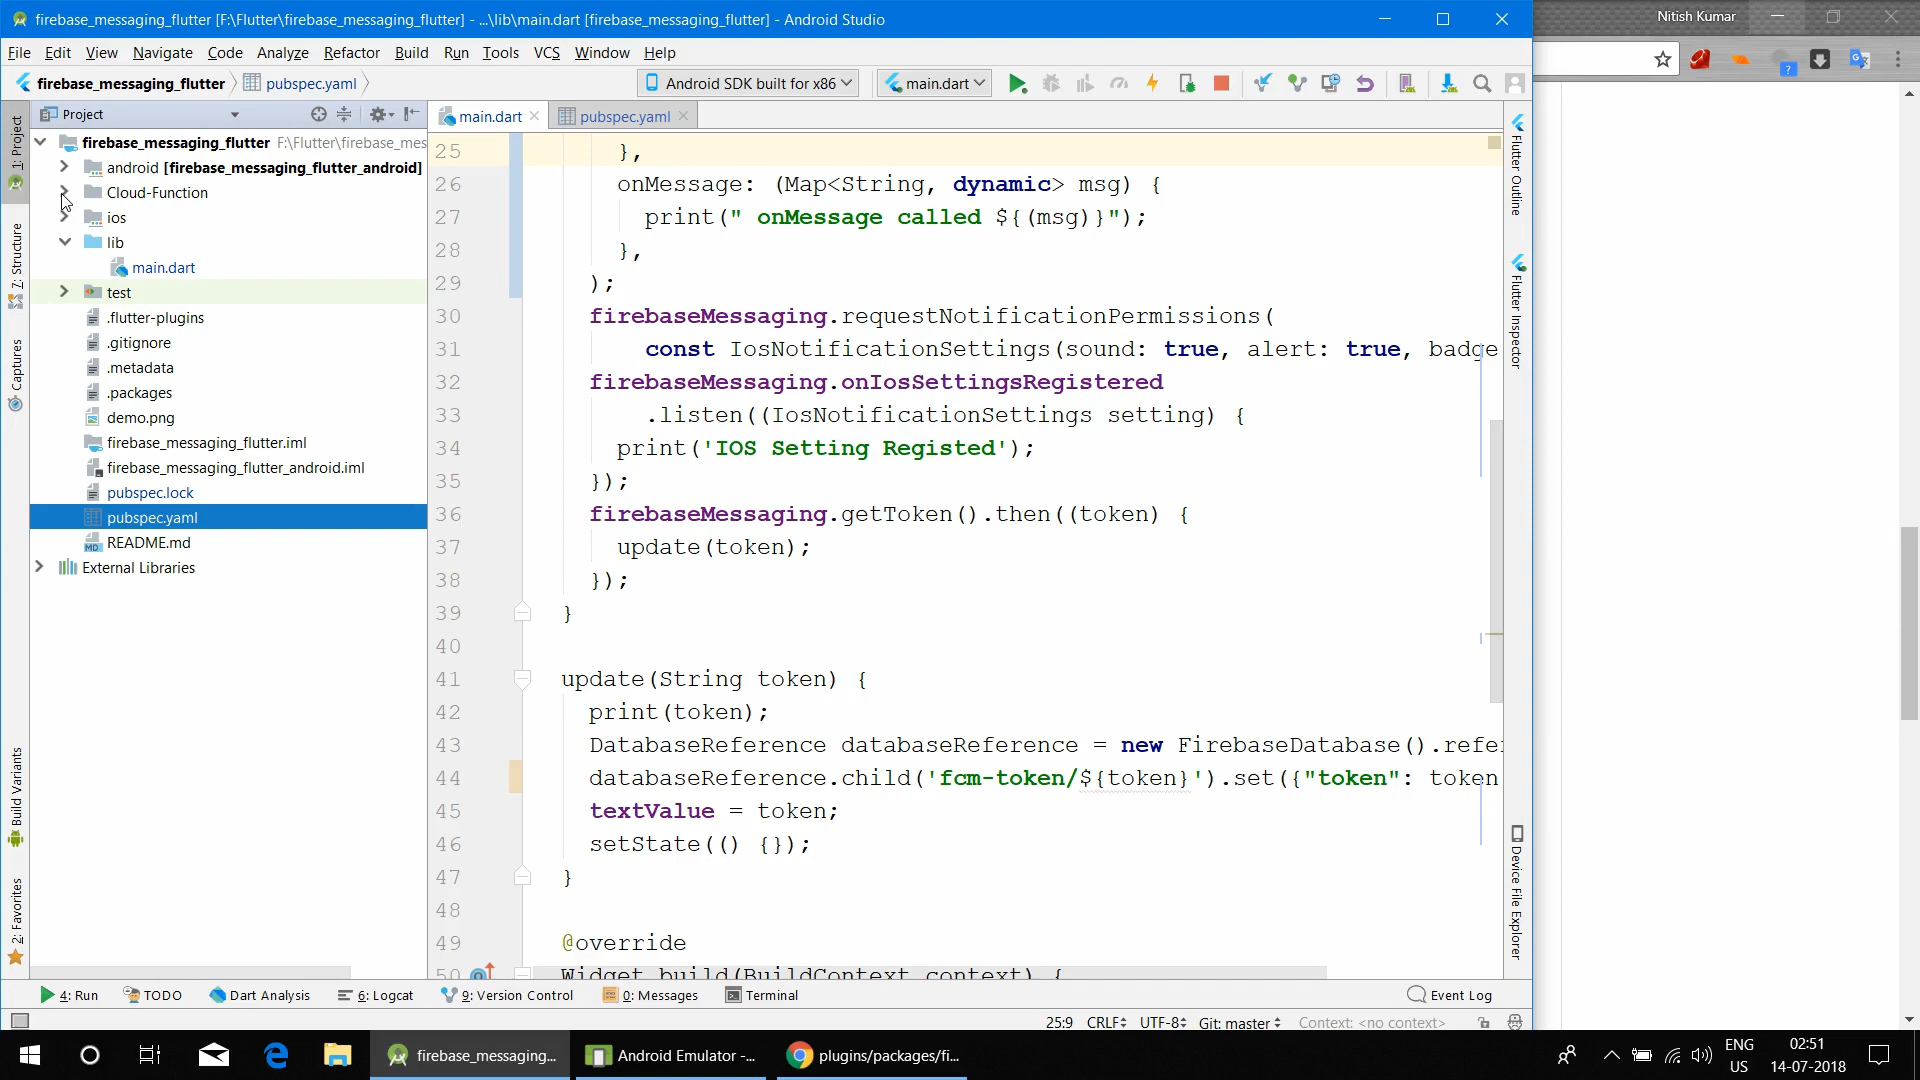 firebase_messaging_flutter [F:\Flutter\firebase_messaging_flutter] - ...\lib\main.dart [firebase_messaging_flutter] - Android Studio
Nitish Kumar
File Edit View Navigate Code Analyze Refactor Build Run Tools VCS Window Help
firebase_messaging_flutter pubspec.yaml Android SDK built for x86 main.dart
Project main.dart pubspec.yaml
firebase_messaging_flutter F:\Flutter\firebase_mes
android [firebase_messaging_flutter_android]
Cloud-Function
ios
lib
main.dart
test
.flutter-plugins
.gitignore
.metadata
.packages
demo.png
firebase_messaging_flutter.iml
firebase_messaging_flutter_android.iml
pubspec.lock
pubspec.yaml
README.md
External Libraries
1: Project
7: Structure
Captures
Build Variants
2: Favorites
25 },
26 onMessage: (Map<String, dynamic> msg) {
27 print(" onMessage called ${(msg)}");
28 },
29 );
30 firebaseMessaging.requestNotificationPermissions(
31 const IosNotificationSettings(sound: true, alert: true, badge
32 firebaseMessaging.onIosSettingsRegistered
33 .listen((IosNotificationSettings setting) {
34 print('IOS Setting Registed');
35 });
36 firebaseMessaging.getToken().then((token) {
37 update(token);
38 });
39 }
40
41 update(String token) {
42 print(token);
43 DatabaseReference databaseReference = new FirebaseDatabase().refe
44 databaseReference.child('fcm-token/${token}').set({"token": token
45 textValue = token;
46 setState(() {});
47 }
48
49 @override
50 Widget build(BuildContext context) {
Flutter Outline
Flutter Inspector
Device File Explorer
4: Run TODO Dart Analysis 6: Logcat 9: Version Control 0: Messages Terminal Event Log
25:9 CRLF UTF-8 Git: master Context: <no context>
firebase_messaging... Android Emulator -... plugins/packages/fi...
ENG
US
02:51
14-07-2018